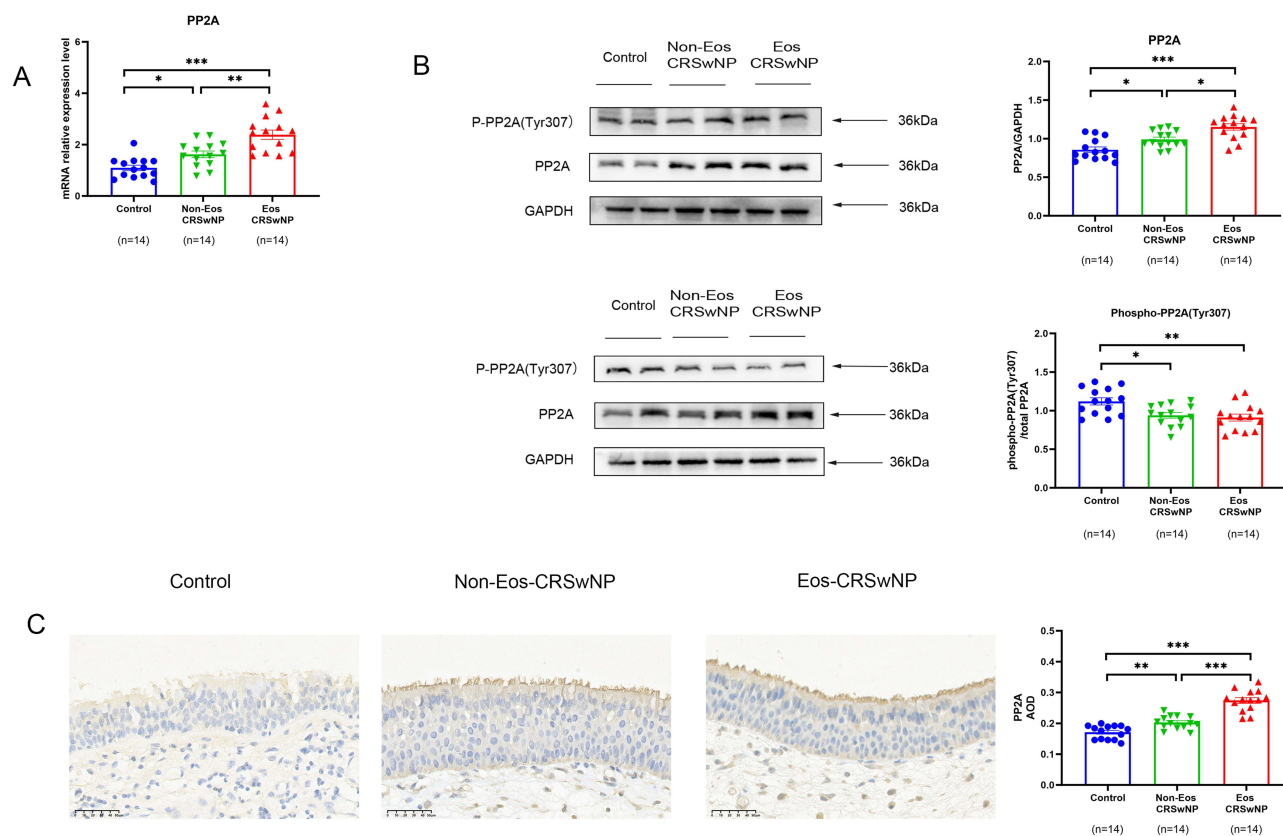 A
PP2A
mRNA relative expression level
6
4
2
0
***
*
**
Control
Non-Eos
CRSwNP
Eos
CRSwNP
(n=14)
(n=14)
(n=14)
B
Control
Non-Eos
CRSwNP
Eos
CRSwNP
P-PP2A(Tyr307)
36kDa
PP2A
36kDa
GAPDH
36kDa
PP2A
PP2A/GAPDH
2.0
1.5
1.0
0.5
0.0
***
*
*
Control
Non-Eos
CRSwNP
Eos
CRSwNP
(n=14)
(n=14)
(n=14)
Control
Non-Eos
CRSwNP
Eos
CRSwNP
P-PP2A(Tyr307)
36kDa
PP2A
36kDa
GAPDH
36kDa
Phospho-PP2A(Tyr307)
phospho-PP2A(Tyr307)
/total PP2A
2.0
1.5
1.0
0.5
0.0
**
*
Control
Non-Eos
CRSwNP
Eos
CRSwNP
(n=14)
(n=14)
(n=14)
C
Control
Non-Eos-CRSwNP
Eos-CRSwNP
PP2A
AOD
0.5
0.4
0.3
0.2
0.1
0.0
***
**
***
Control
Non-Eos
CRSwNP
Eos
CRSwNP
(n=14)
(n=14)
(n=14)